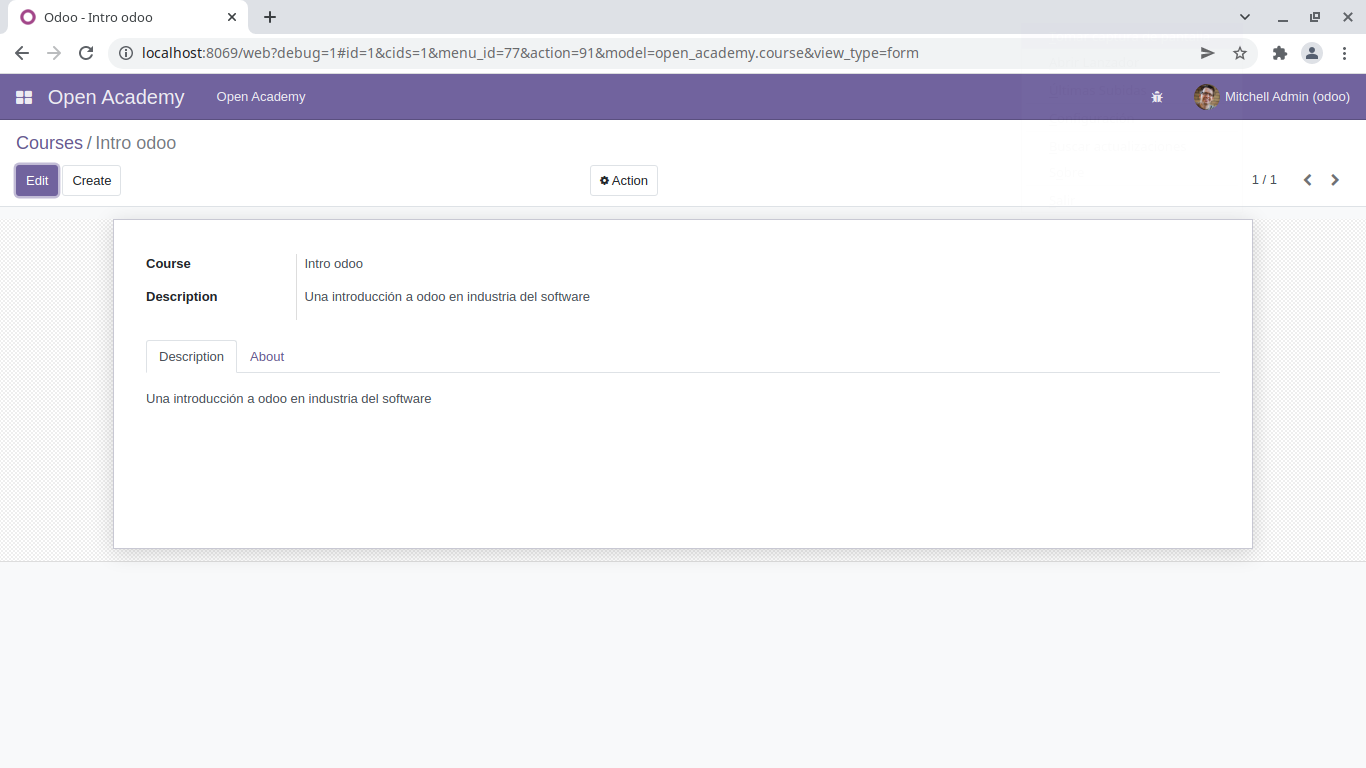 Odoo - Intro odoo
localhost:8069/web?debug=1#id=1&cids=1&menu_id=77&action=91&model=open_academy.course&view_type=form
Open Academy Open Academy Mitchell Admin (odoo)
Courses / Intro odoo
Edit Create Action 1 / 1
Course Intro odoo
Description Una introducción a odoo en industria del software
Description About
Una introducción a odoo en industria del software